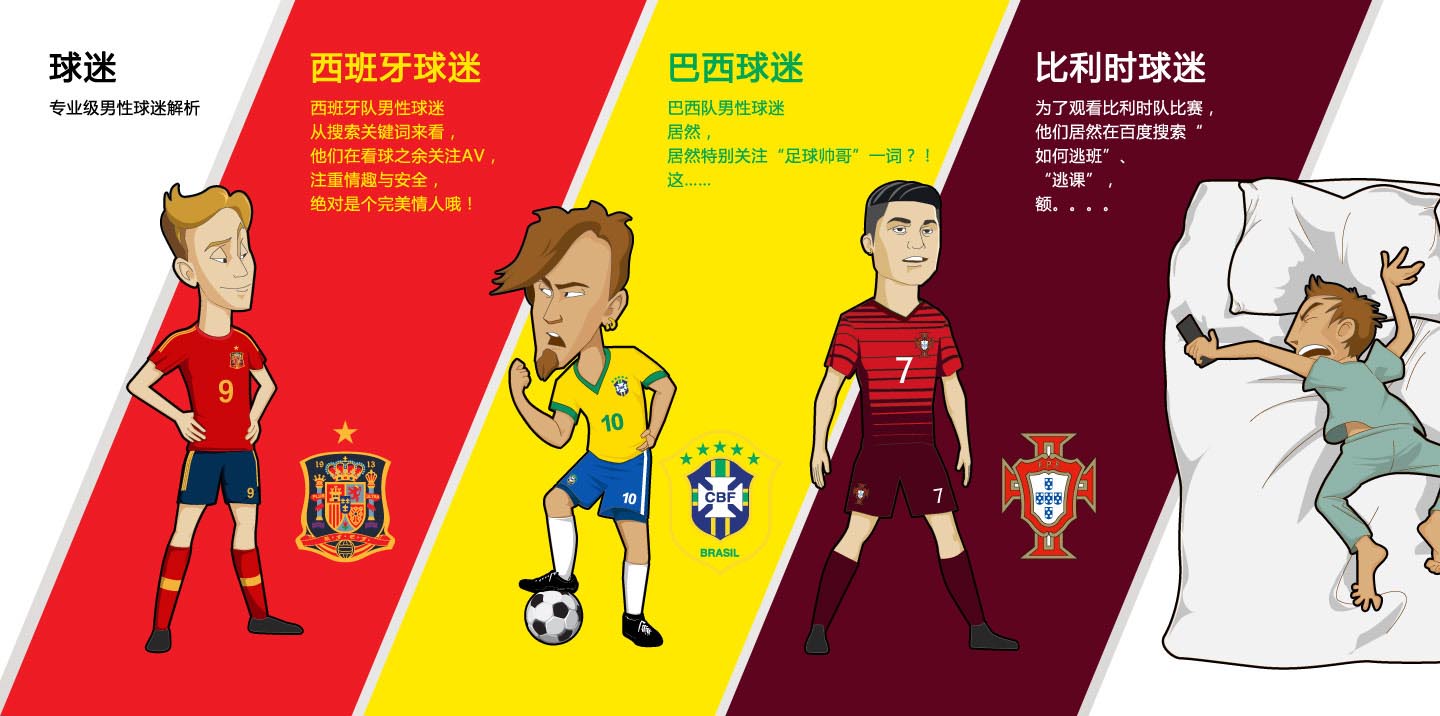 球迷
专业级男性球迷解析
西班牙球迷
西班牙队男性球迷
从搜索关键词来看，
他们在看球之余关注AV，
注重情趣与安全，
绝对是个完美情人哦！
巴西球迷
巴西队男性球迷
居然，
居然特别关注“足球帅哥”一词？！
这……
比利时球迷
为了观看比利时队比赛，
他们居然在百度搜索“
如何逃班”、
“逃课”，
额。。。。
9
9
19 13
PLUS ULTRA
10
10
CBF
BRASIL
7
7
FPF